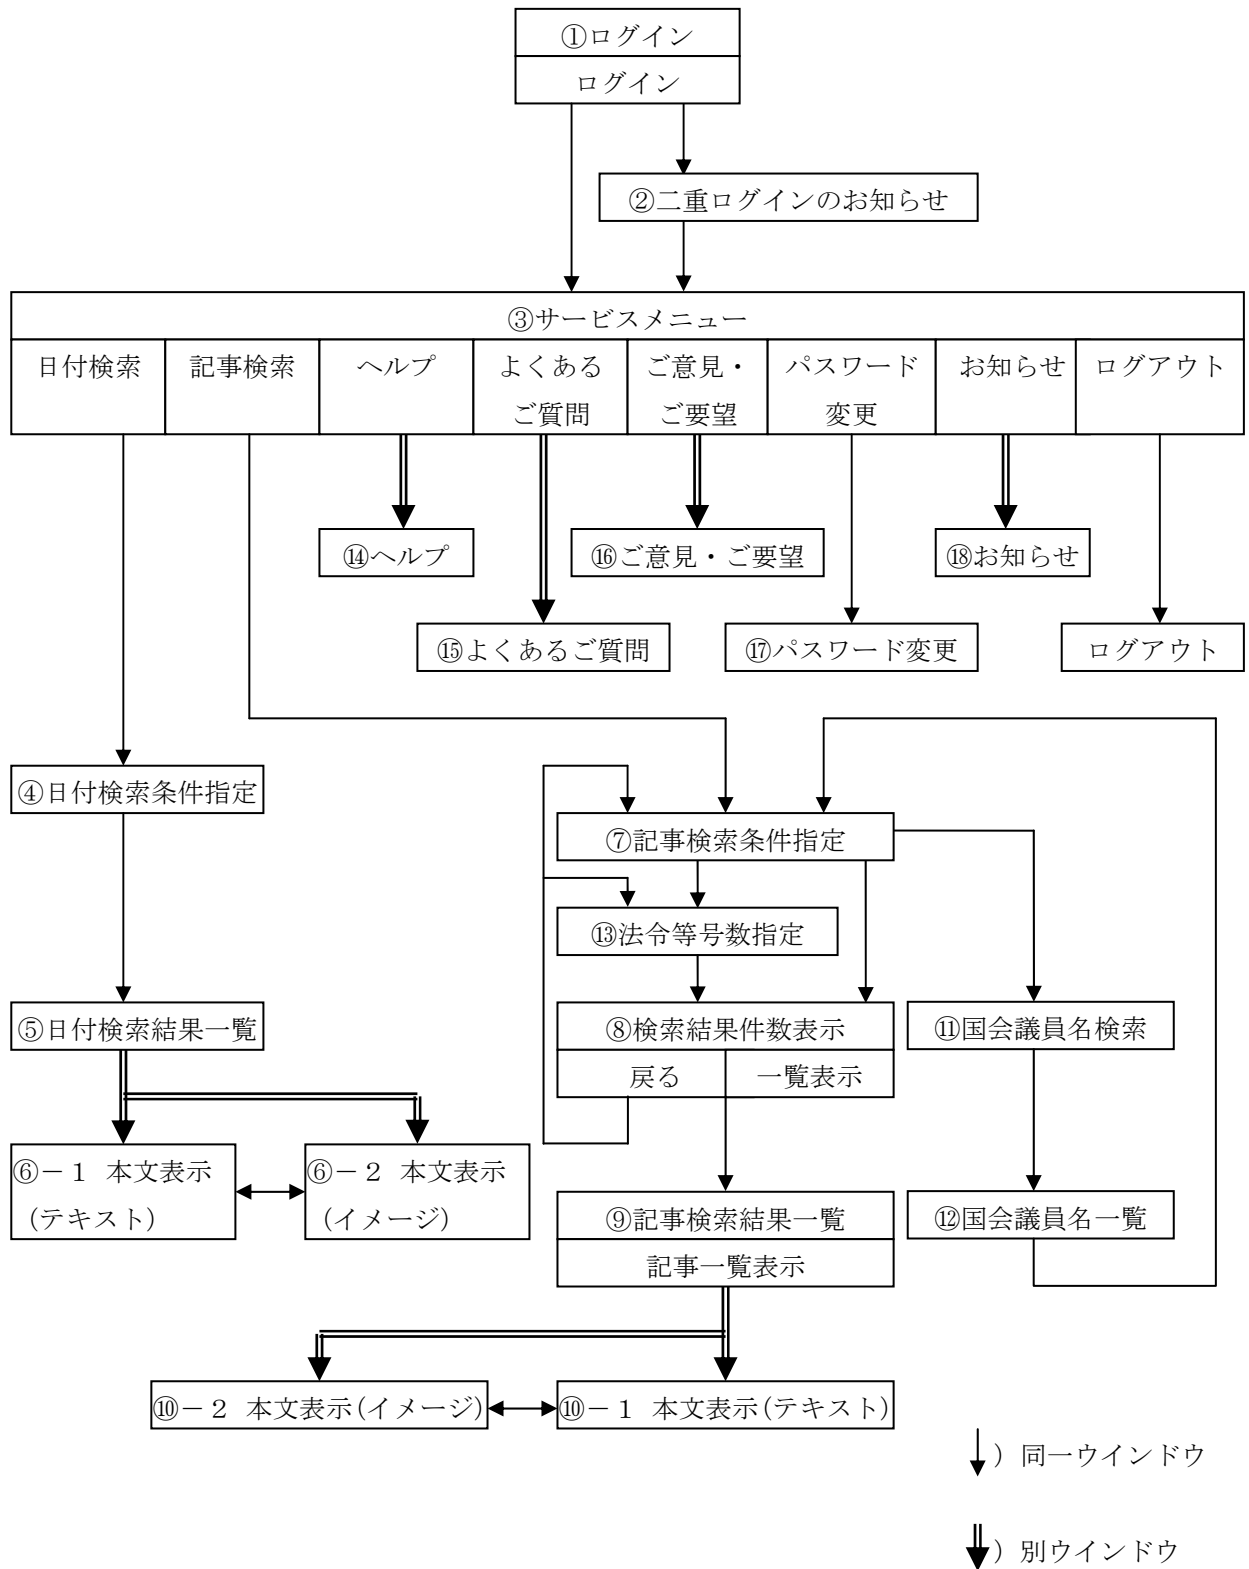 ①ログイン
ログイン
②二重ログインのお知らせ
③サービスメニュー
日付検索
記事検索
ヘルプ
よくある
ご質問
ご意見・
ご要望
パスワード
変更
お知らせ
ログアウト
⑭ヘルプ
⑯ご意見・ご要望
⑱お知らせ
⑮よくあるご質問
⑰パスワード変更
ログアウト
④日付検索条件指定
⑦記事検索条件指定
⑬法令等号数指定
⑤日付検索結果一覧
⑧検索結果件数表示
戻る
一覧表示
⑪国会議員名検索
⑥－１ 本文表示
(テキスト)
⑥－２ 本文表示
(イメージ)
⑨記事検索結果一覧
記事一覧表示
⑫国会議員名一覧
⑩－２ 本文表示(イメージ)
⑩－１ 本文表示(テキスト)
）同一ウインドウ
）別ウインドウ